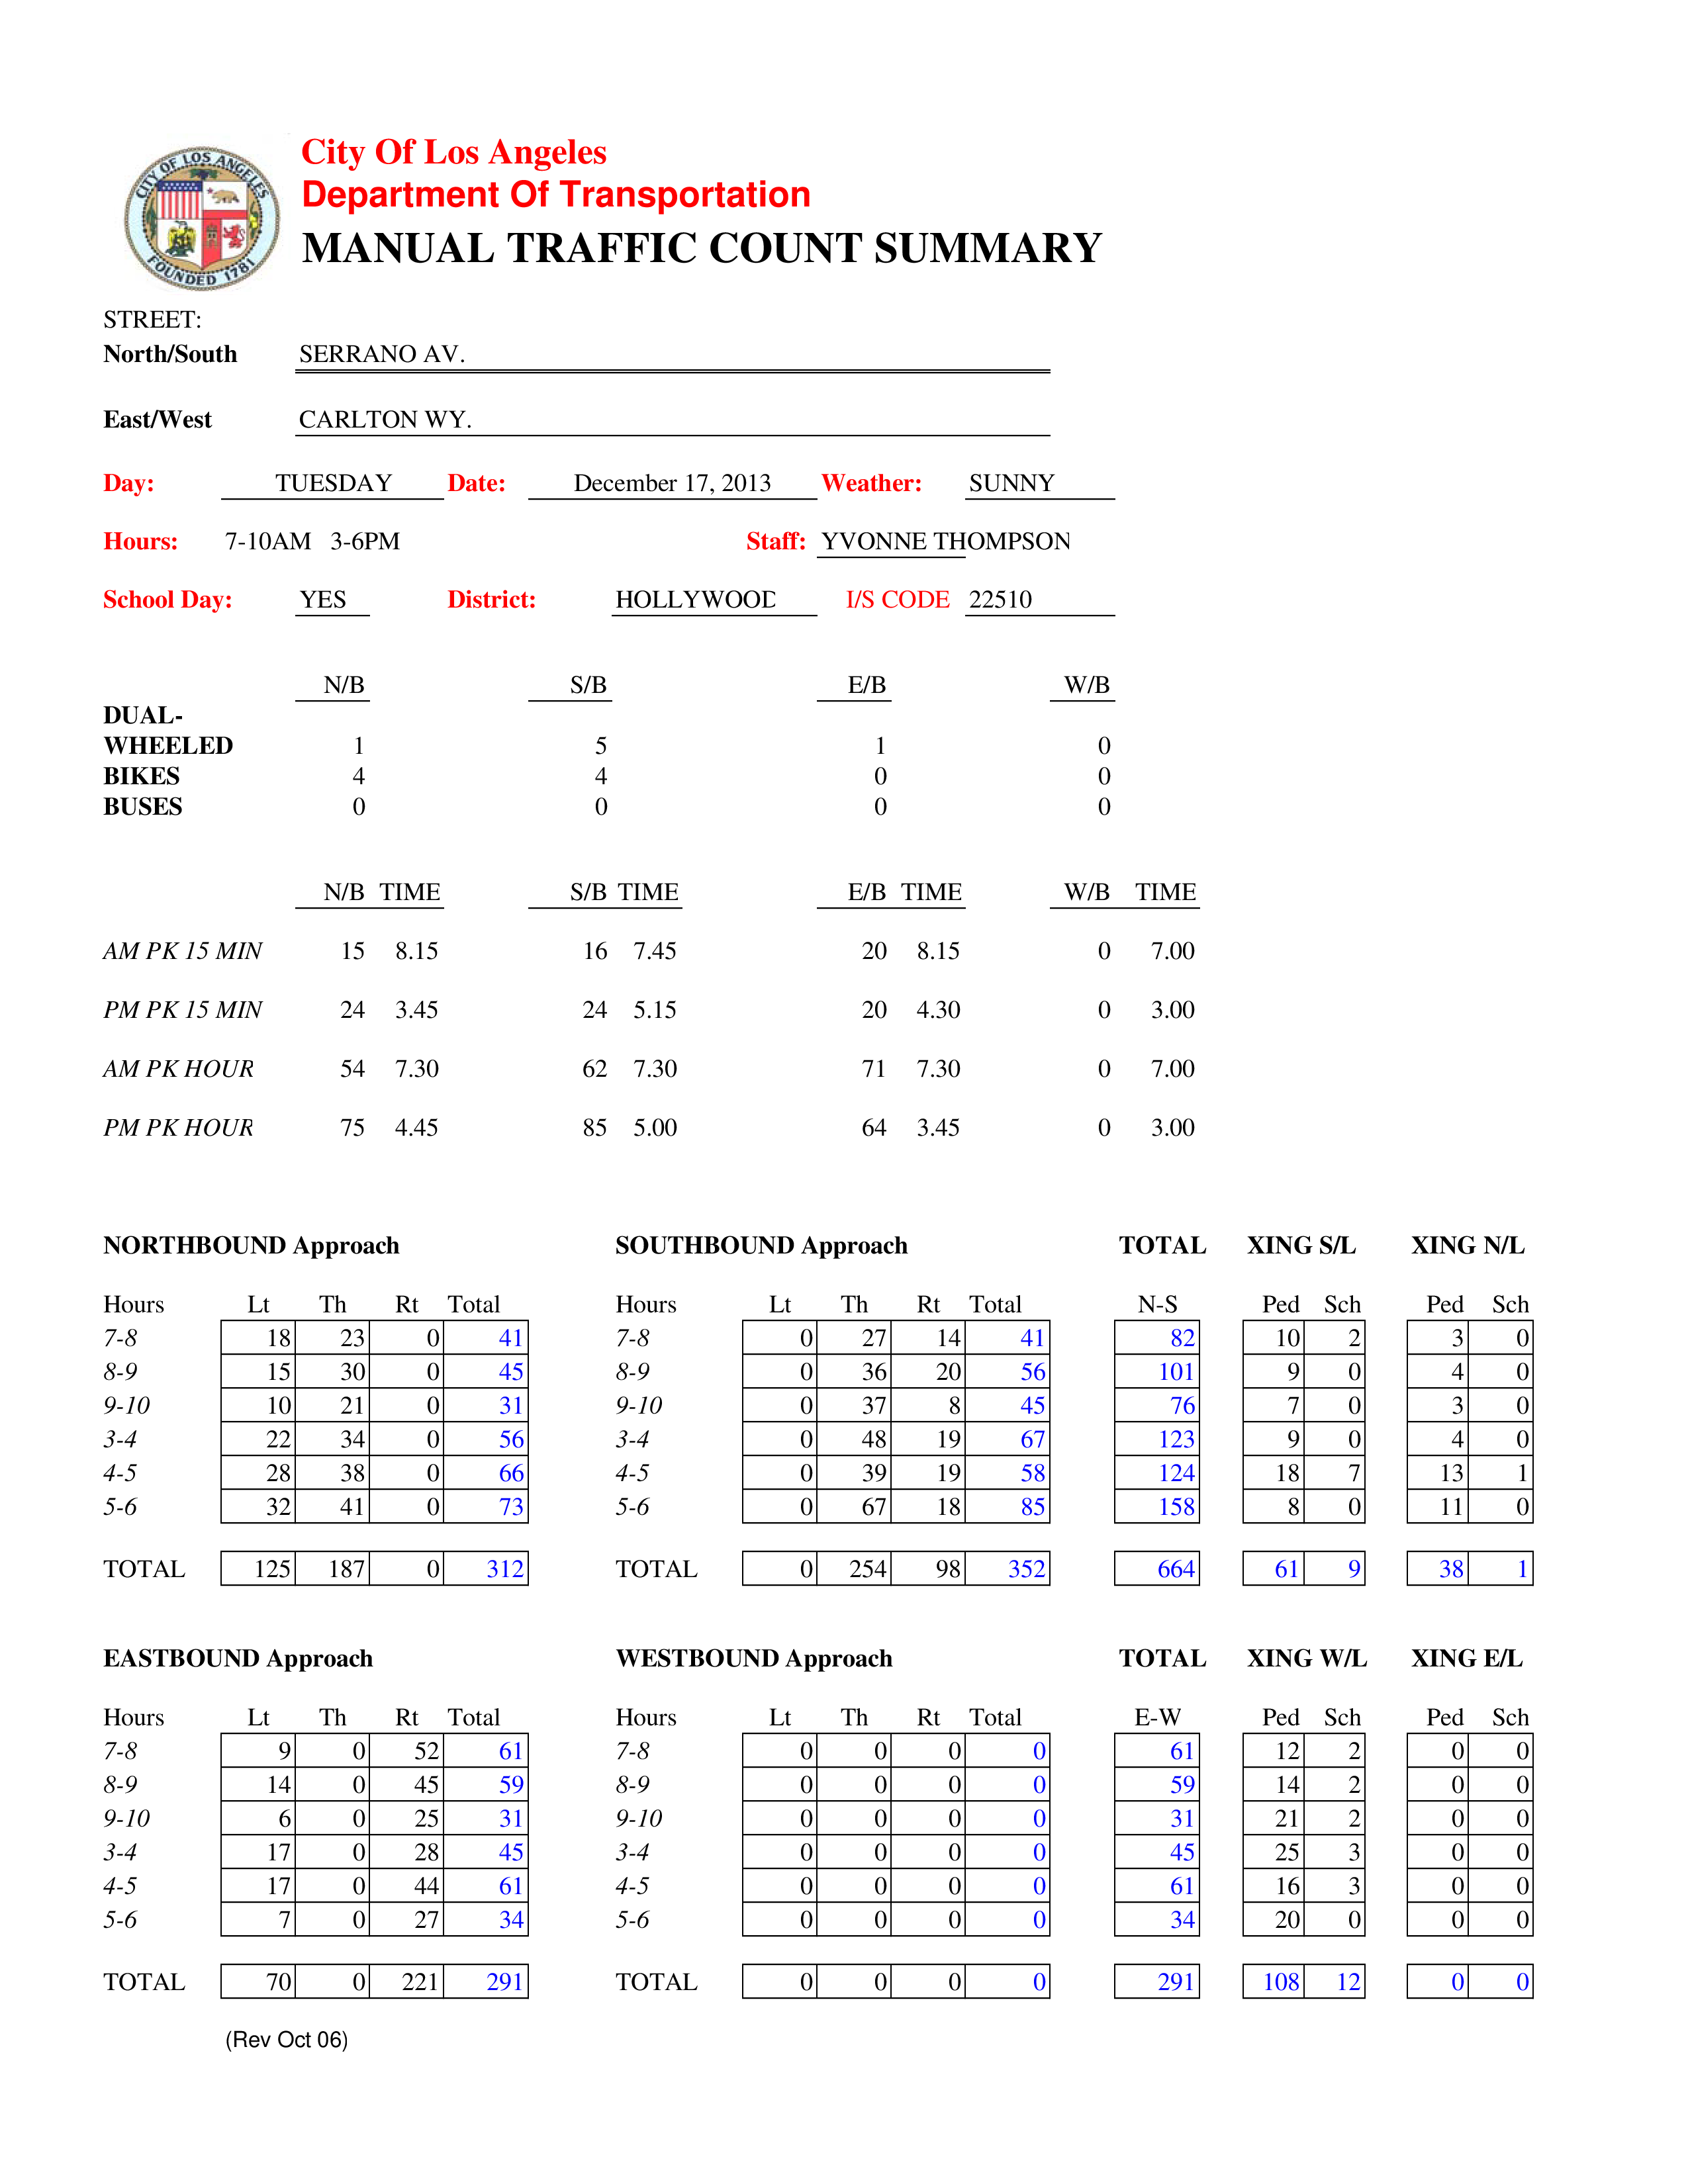 CITY OF LOS ANGELES
FOUNDED 1781
City Of Los Angeles
Department Of Transportation
MANUAL TRAFFIC COUNT SUMMARY
STREET:
North/South SERRANO AV.
East/West CARLTON WY.
Day: TUESDAY Date: December 17, 2013 Weather: SUNNY
Hours: 7-10AM 3-6PM Staff: YVONNE THOMPSON
School Day: YES District: HOLLYWOOD I/S CODE 22510
N/B S/B E/B W/B
DUAL-
WHEELED 1 5 1 0
BIKES 4 4 0 0
BUSES 0 0 0 0
N/B TIME S/B TIME E/B TIME W/B TIME
AM PK 15 MIN 15 8.15 16 7.45 20 8.15 0 7.00
PM PK 15 MIN 24 3.45 24 5.15 20 4.30 0 3.00
AM PK HOUR 54 7.30 62 7.30 71 7.30 0 7.00
PM PK HOUR 75 4.45 85 5.00 64 3.45 0 3.00
NORTHBOUND Approach SOUTHBOUND Approach TOTAL XING S/L XING N/L
Hours Lt Th Rt Total Hours Lt Th Rt Total N-S Ped Sch Ped Sch
7-8 18 23 0 41 7-8 0 27 14 41 82 10 2 3 0
8-9 15 30 0 45 8-9 0 36 20 56 101 9 0 4 0
9-10 10 21 0 31 9-10 0 37 8 45 76 7 0 3 0
3-4 22 34 0 56 3-4 0 48 19 67 123 9 0 4 0
4-5 28 38 0 66 4-5 0 39 19 58 124 18 7 13 1
5-6 32 41 0 73 5-6 0 67 18 85 158 8 0 11 0
TOTAL 125 187 0 312 TOTAL 0 254 98 352 664 61 9 38 1
EASTBOUND Approach WESTBOUND Approach TOTAL XING W/L XING E/L
Hours Lt Th Rt Total Hours Lt Th Rt Total E-W Ped Sch Ped Sch
7-8 9 0 52 61 7-8 0 0 0 0 61 12 2 0 0
8-9 14 0 45 59 8-9 0 0 0 0 59 14 2 0 0
9-10 6 0 25 31 9-10 0 0 0 0 31 21 2 0 0
3-4 17 0 28 45 3-4 0 0 0 0 45 25 3 0 0
4-5 17 0 44 61 4-5 0 0 0 0 61 16 3 0 0
5-6 7 0 27 34 5-6 0 0 0 0 34 20 0 0 0
TOTAL 70 0 221 291 TOTAL 0 0 0 0 291 108 12 0 0
(Rev Oct 06)